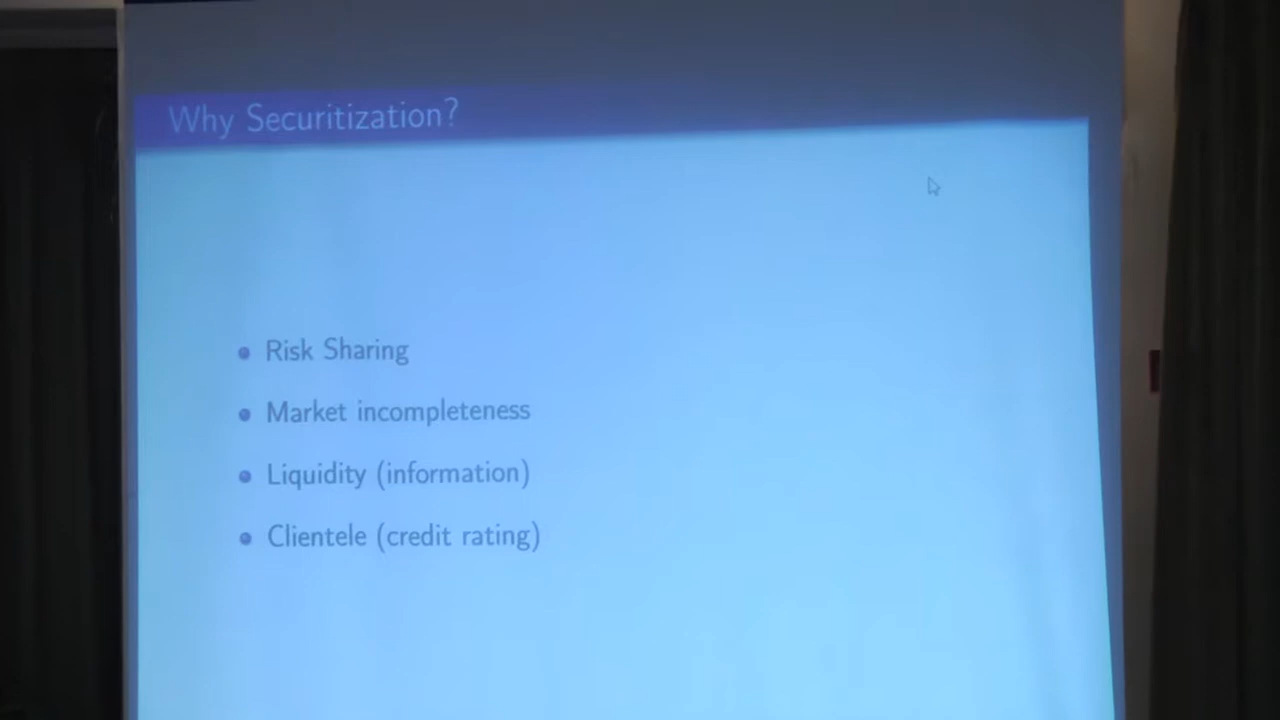 Why Securitization?
Risk Sharing
Market incompleteness
Liquidity (information)
Clientele (credit rating)